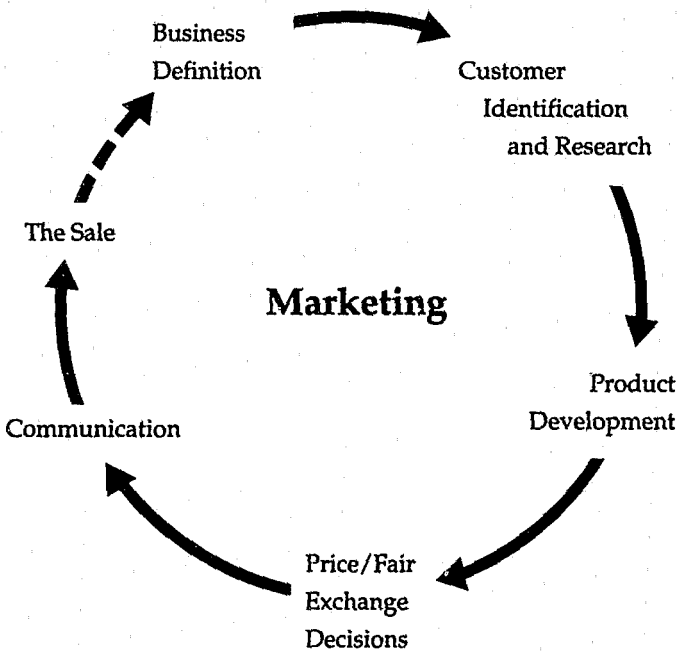 Business
Definition
Customer
Identification
and Research
The Sale
Marketing
Product
Development
Communication
Price/Fair
Exchange
Decisions